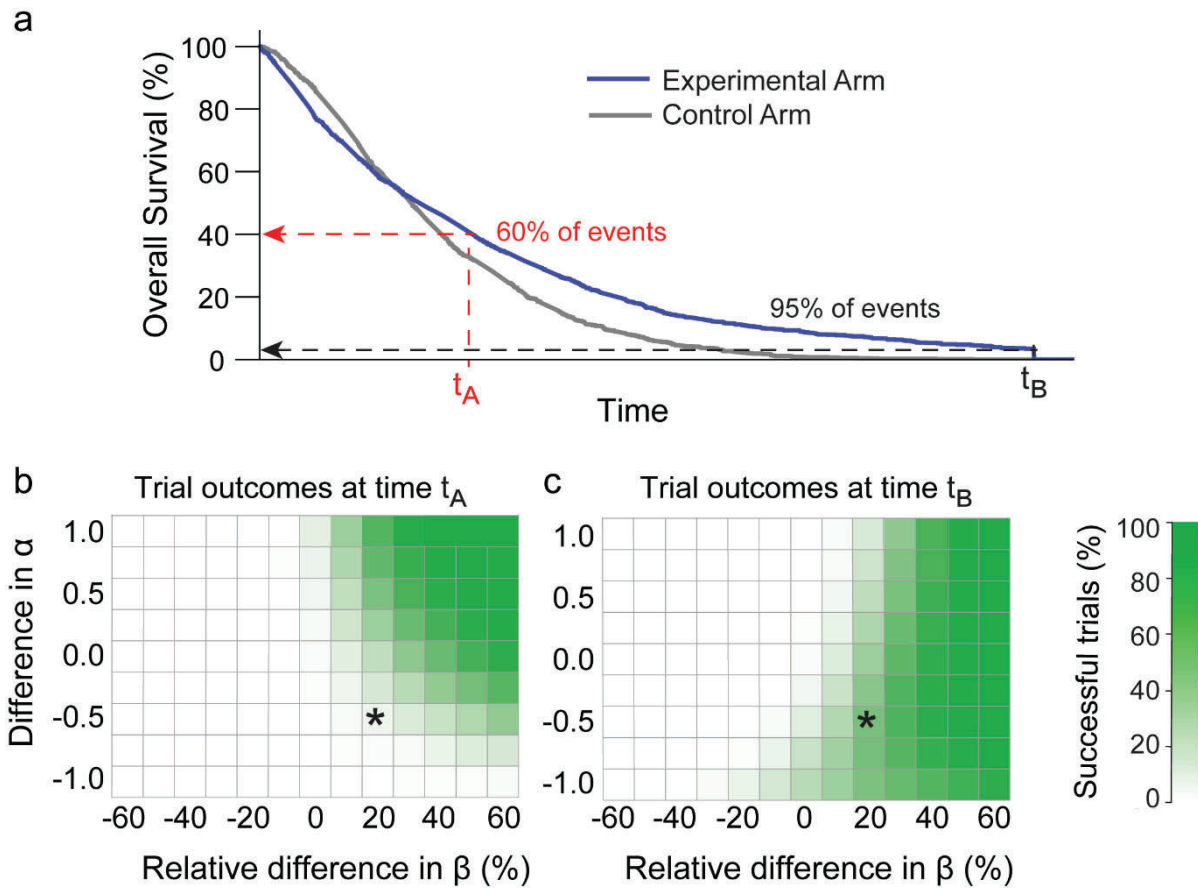 a
100
80
60
40
20
0
Overall Survival (%)
Experimental Arm
Control Arm
60% of events
95% of events
t_A
t_B
Time
b
Trial outcomes at time t_A
1.0
0.5
0.0
-0.5
-1.0
Difference in α
*
-60 -40 -20 0 20 40 60
Relative difference in β (%)
c
Trial outcomes at time t_B
1.0
0.5
0.0
-0.5
-1.0
*
-60 -40 -20 0 20 40 60
Relative difference in β (%)
Successful trials (%)
100
80
60
40
20
0